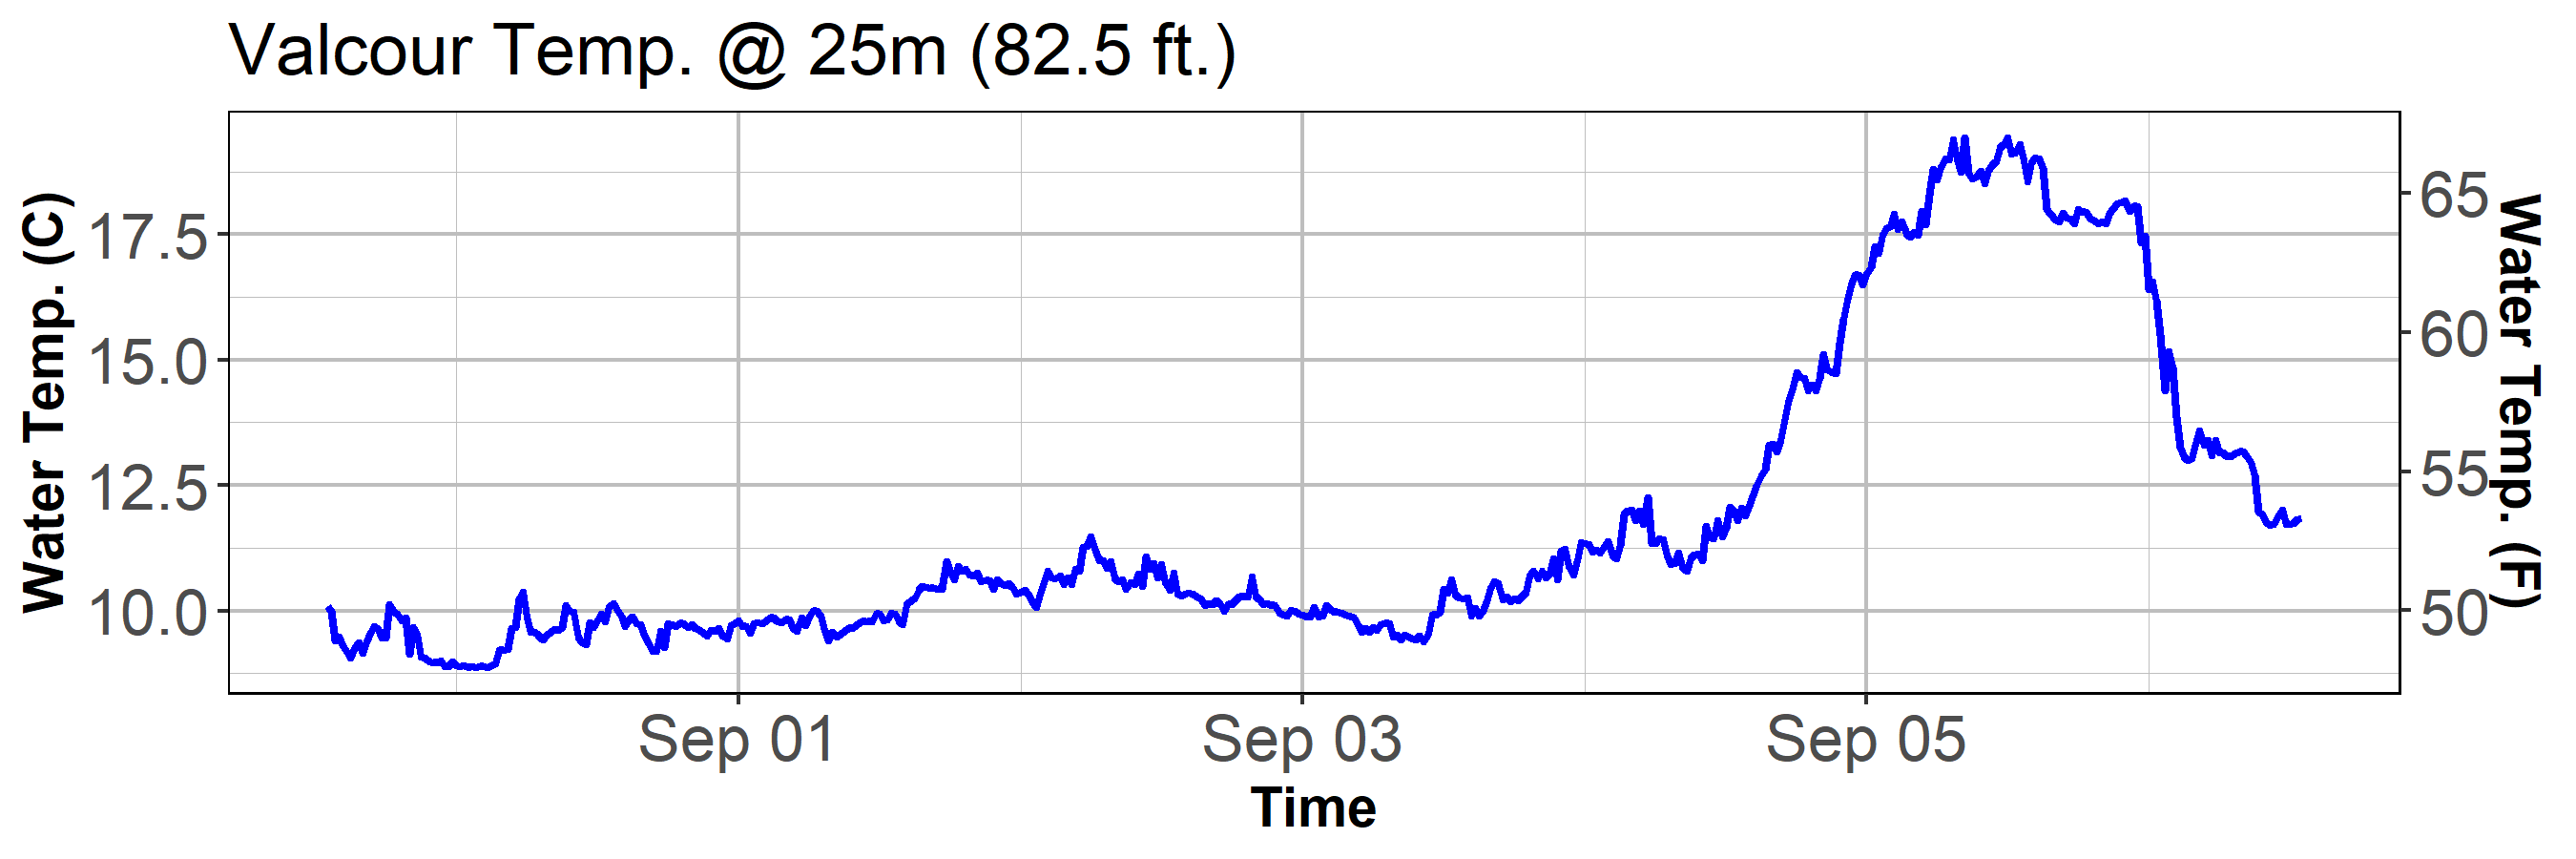 Valcour Temp. @ 25m (82.5 ft.)
Water Temp. (C)
17.5
15.0
12.5
10.0
65
60
55
50
Water Temp. (F)
Sep 01
Sep 03
Sep 05
Time